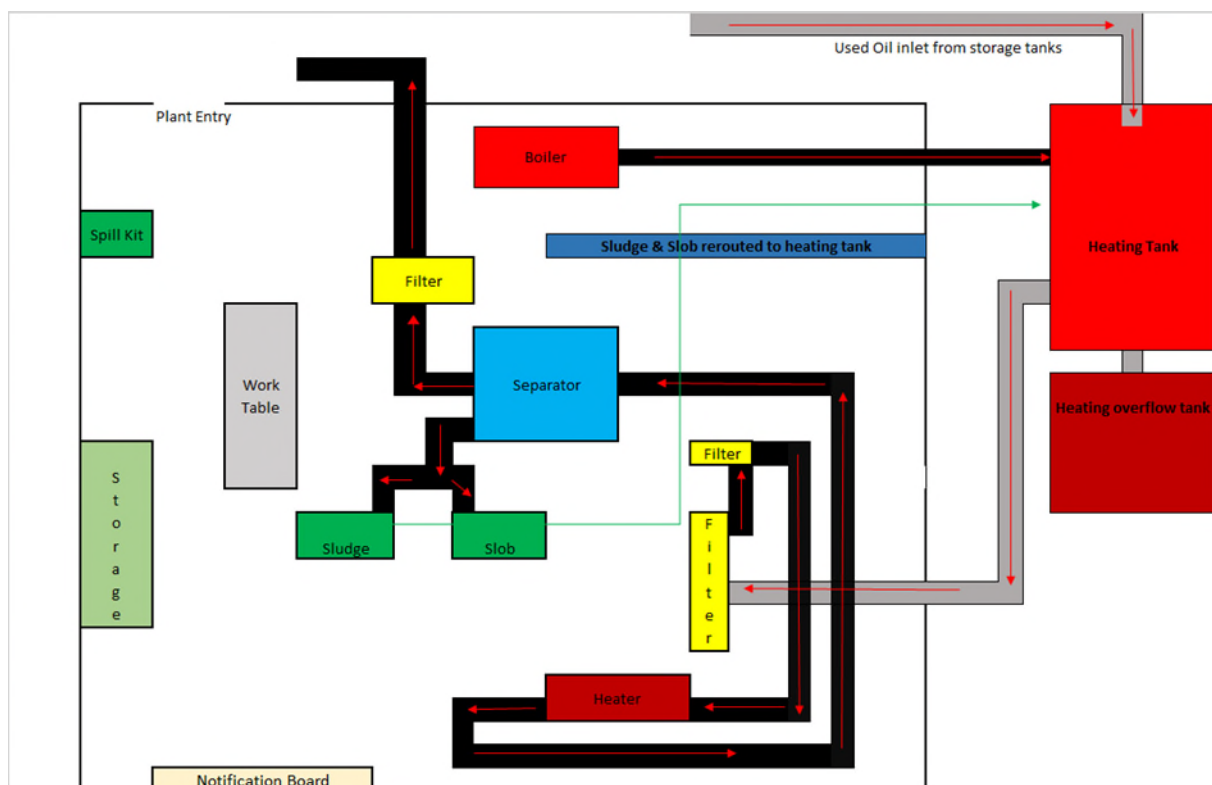 Used Oil inlet from storage tanks
Plant Entry
Boiler
Spill Kit
Sludge & Slob rerouted to heating tank
Heating Tank
Filter
Work
Table
Separator
Heating overflow tank
Filter
S
t
o
r
a
g
e
F
i
l
t
e
r
Sludge
Slob
Heater
Notification Board